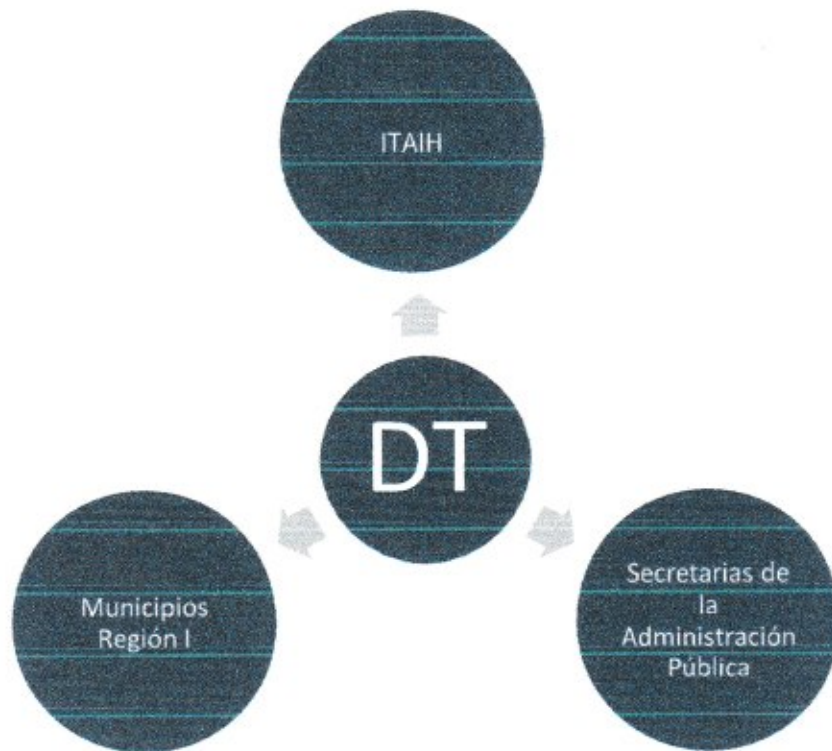 ITAIH
DT
Municipios
Región I
Secretarias de
la
Administración
Pública